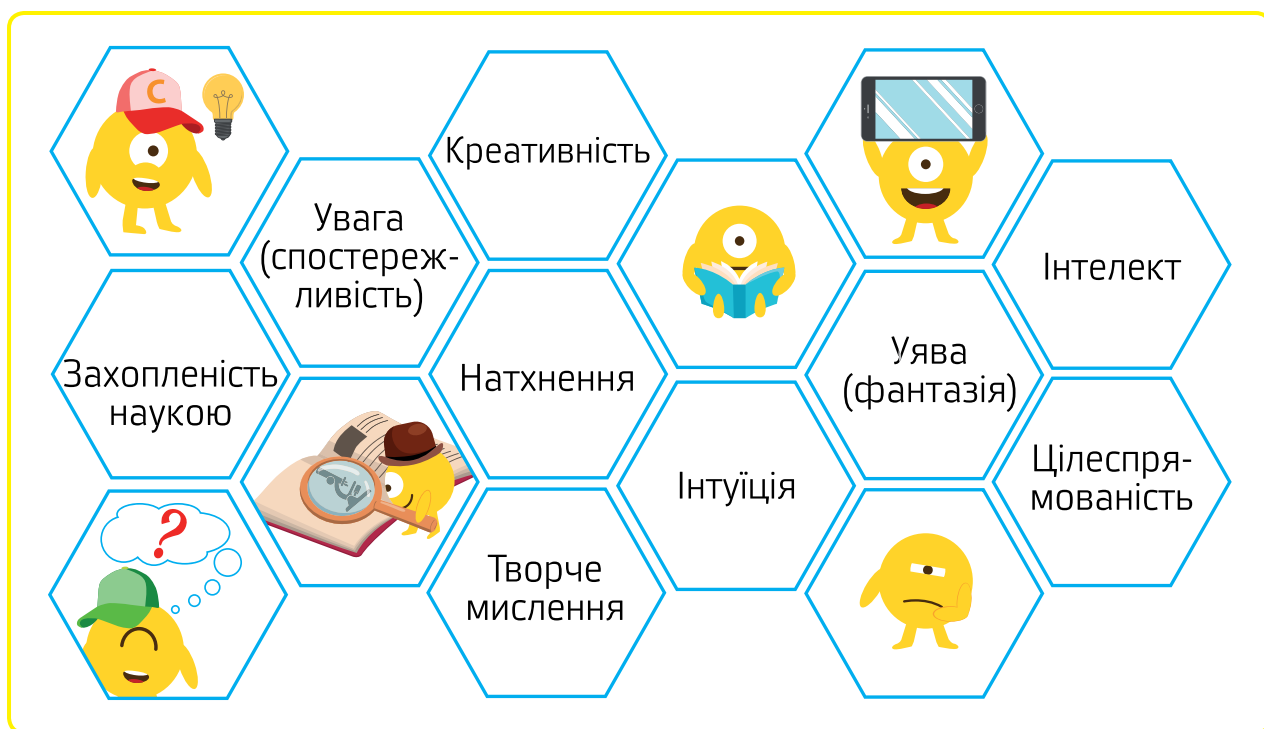 С
Креативність
Увага
(спостереж-
ливість)
Інтелект
Захопленість
наукою
Натхнення
Уява
(фантазія)
Інтуїція
Цілеспря-
мованість
?
Творче
мислення